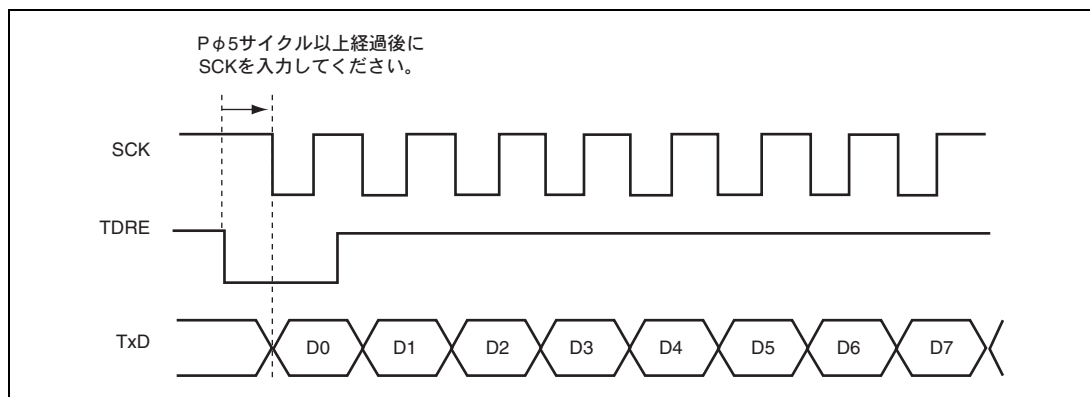 Pφ5サイクル以上経過後に
SCKを入力してください。
SCK
TDRE
TxD
D0 D1 D2 D3 D4 D5 D6 D7